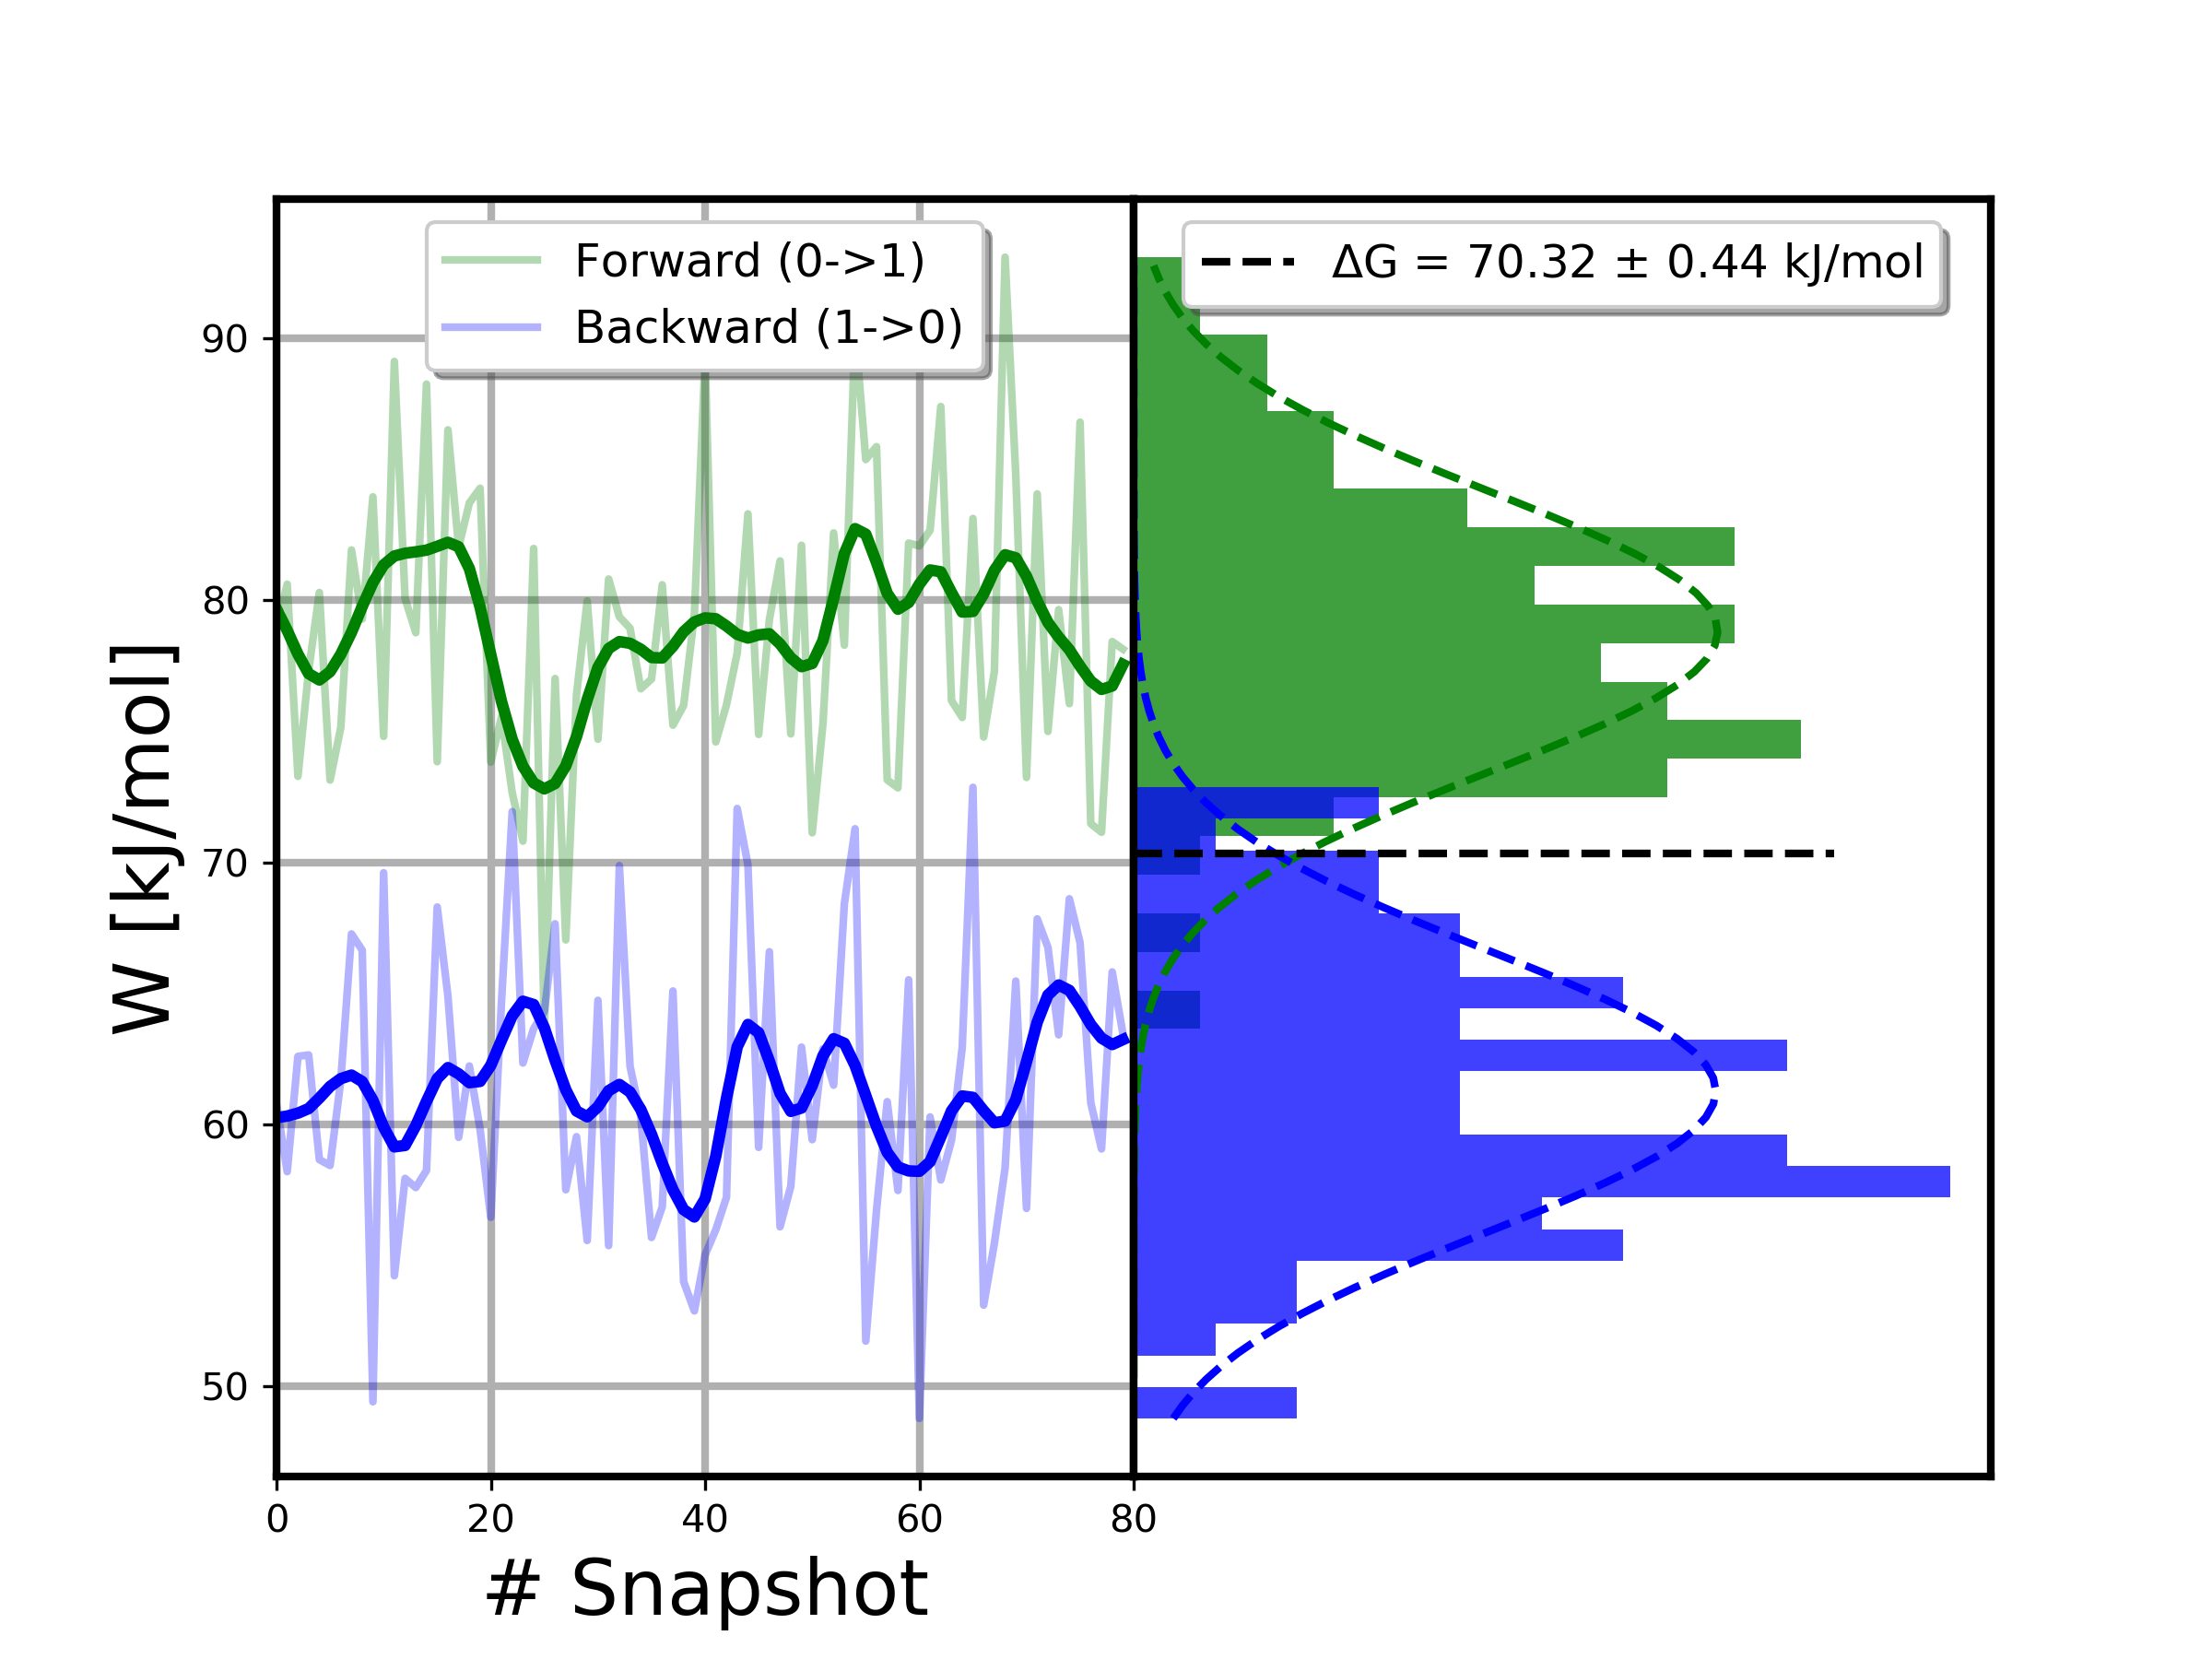 Forward (0->1)
Backward (1->0)
ΔG = 70.32 ± 0.44 kJ/mol
W [kJ/mol]
90
80
70
60
50
0 20 40 60 80
# Snapshot